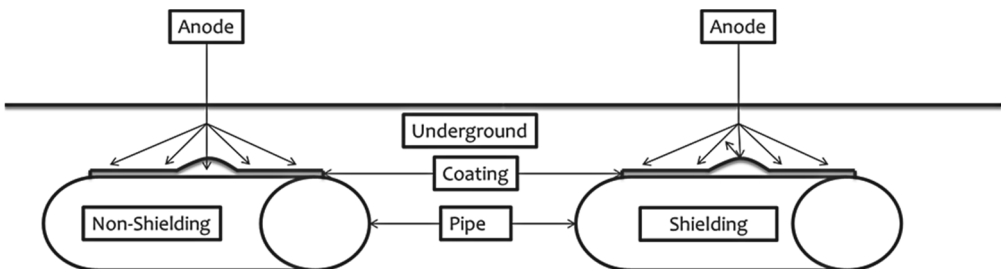 Anode
Anode
Underground
Coating
Non-Shielding
Pipe
Shielding